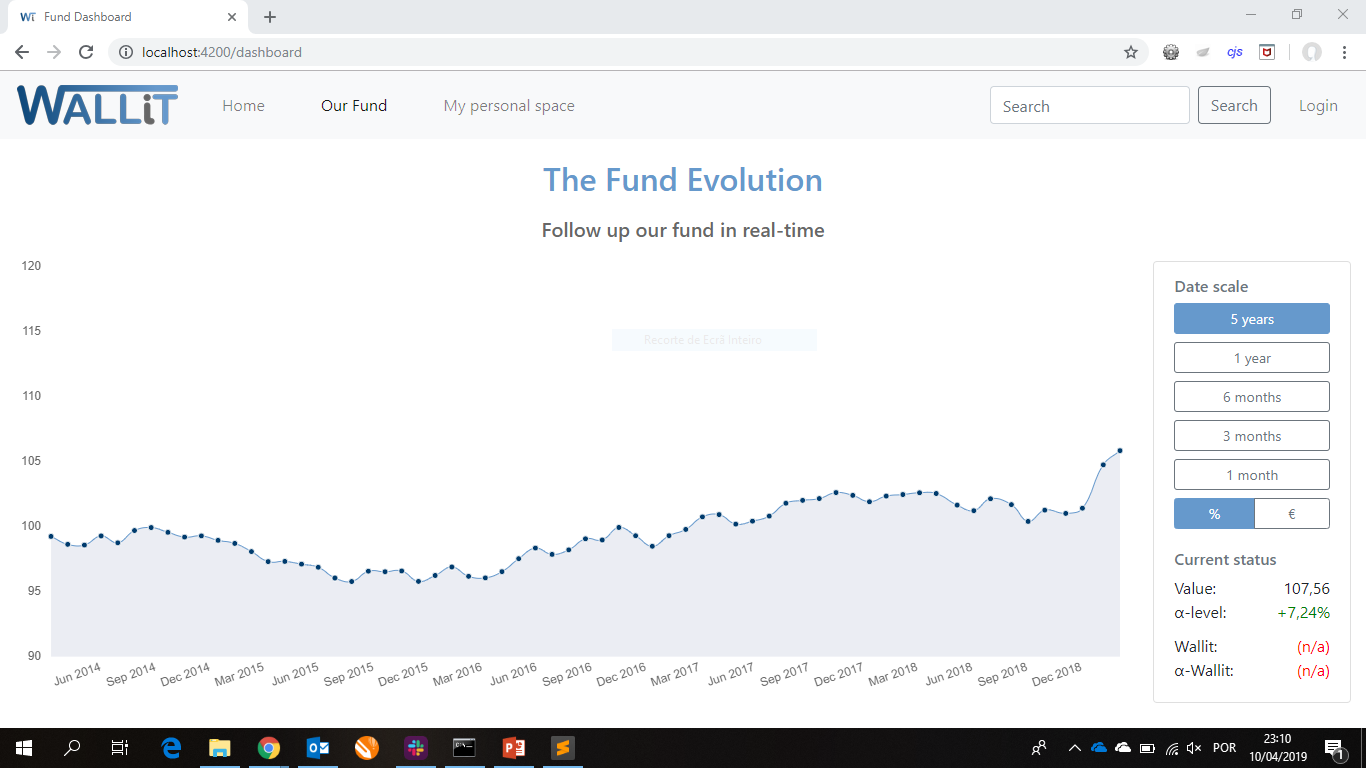 WT Fund Dashboard
localhost:4200/dashboard
cjs
WALLiT Home Our Fund My personal space Search Search Login
The Fund Evolution
Follow up our fund in real-time
120
115
110
105
100
95
90
Recorte de Ecrã Inteiro
Jun 2014 Sep 2014 Dec 2014 Mar 2015 Jun 2015 Sep 2015 Dec 2015 Mar 2016 Jun 2016 Sep 2016 Dec 2016 Mar 2017 Jun 2017 Sep 2017 Dec 2017 Mar 2018 Jun 2018 Sep 2018 Dec 2018
Date scale
5 years
1 year
6 months
3 months
1 month
% €
Current status
Value: 107,56
α-level: +7,24%
Wallit: (n/a)
α-Wallit: (n/a)
POR
23:10
10/04/2019
1